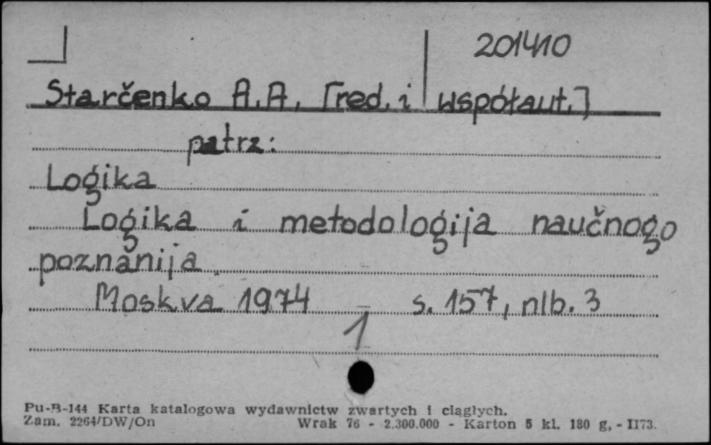 201410
Starčenko A.A. [red. i współaut.]
patrz:
Logika
Logika i metodologija naučnogo
poznanija
Moskva 1974 s. 157, nlb. 3
1
Pu-B-144 Karta katalogowa wydawnictw zwartych i ciągłych.
Zam. 2264/DW/On Wrak 76 - 2.300.000 - Karton 5 kl. 180 g, - II73.